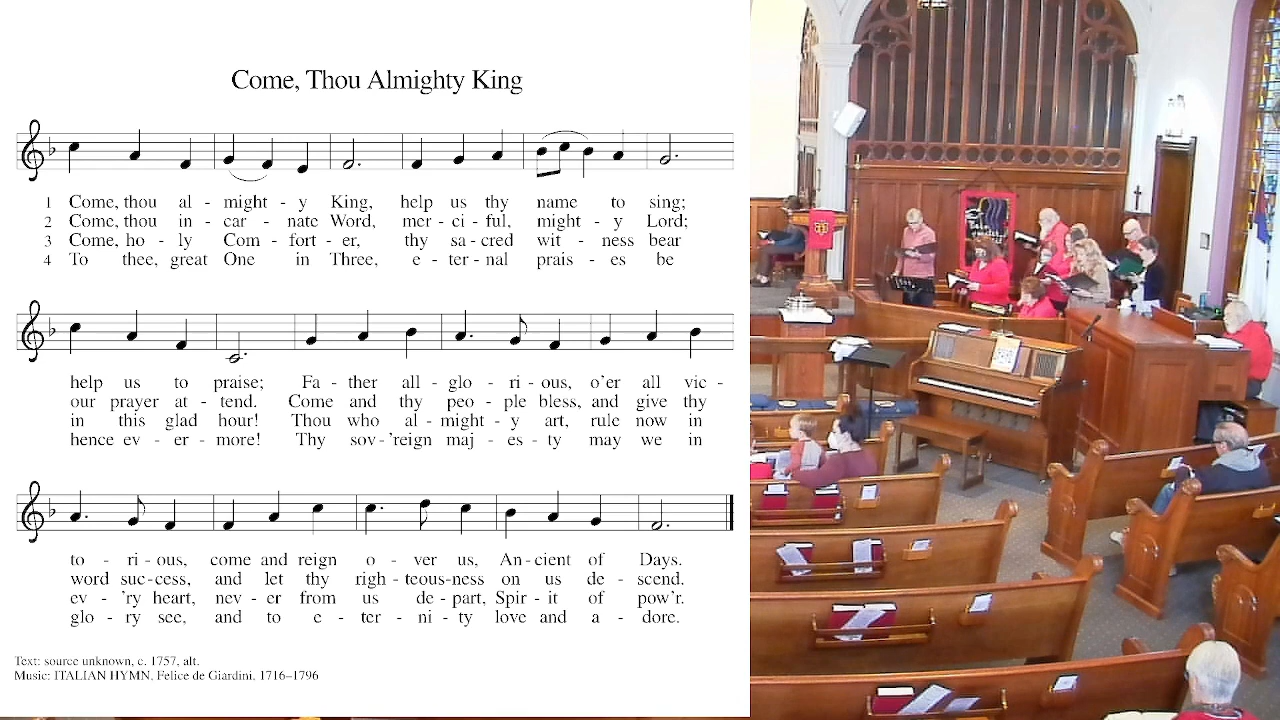 Come, Thou Almighty King
1 Come, thou al - might - y King, help us thy name to sing;
2 Come, thou in - car - nate Word, mer - ci - ful, might - y Lord;
3 Come, ho - ly Com - fort - er, thy sa - cred wit - ness bear
4 To thee, great One in Three, e - ter - nal prais - es be
help us to praise; Fa - ther all - glo - ri - ous, o'er all vic -
our prayer at - tend. Come and thy peo - ple bless, and give thy
in this glad hour! Thou who al - might - y art, rule now in
hence ev - er - more! Thy sov - 'reign maj - es - ty may we in
to - ri - ous, come and reign o - ver us, An - cient of Days.
word suc - cess, and let thy righ - teous - ness on us de - scend.
ev - 'ry heart, nev - er from us de - part, Spir - it of pow'r.
glo - ry see, and to e - ter - ni - ty love and a - dore.
Text: source unknown, c. 1757, alt.
Music: ITALIAN HYMN, Felice de Giardini, 1716–1796